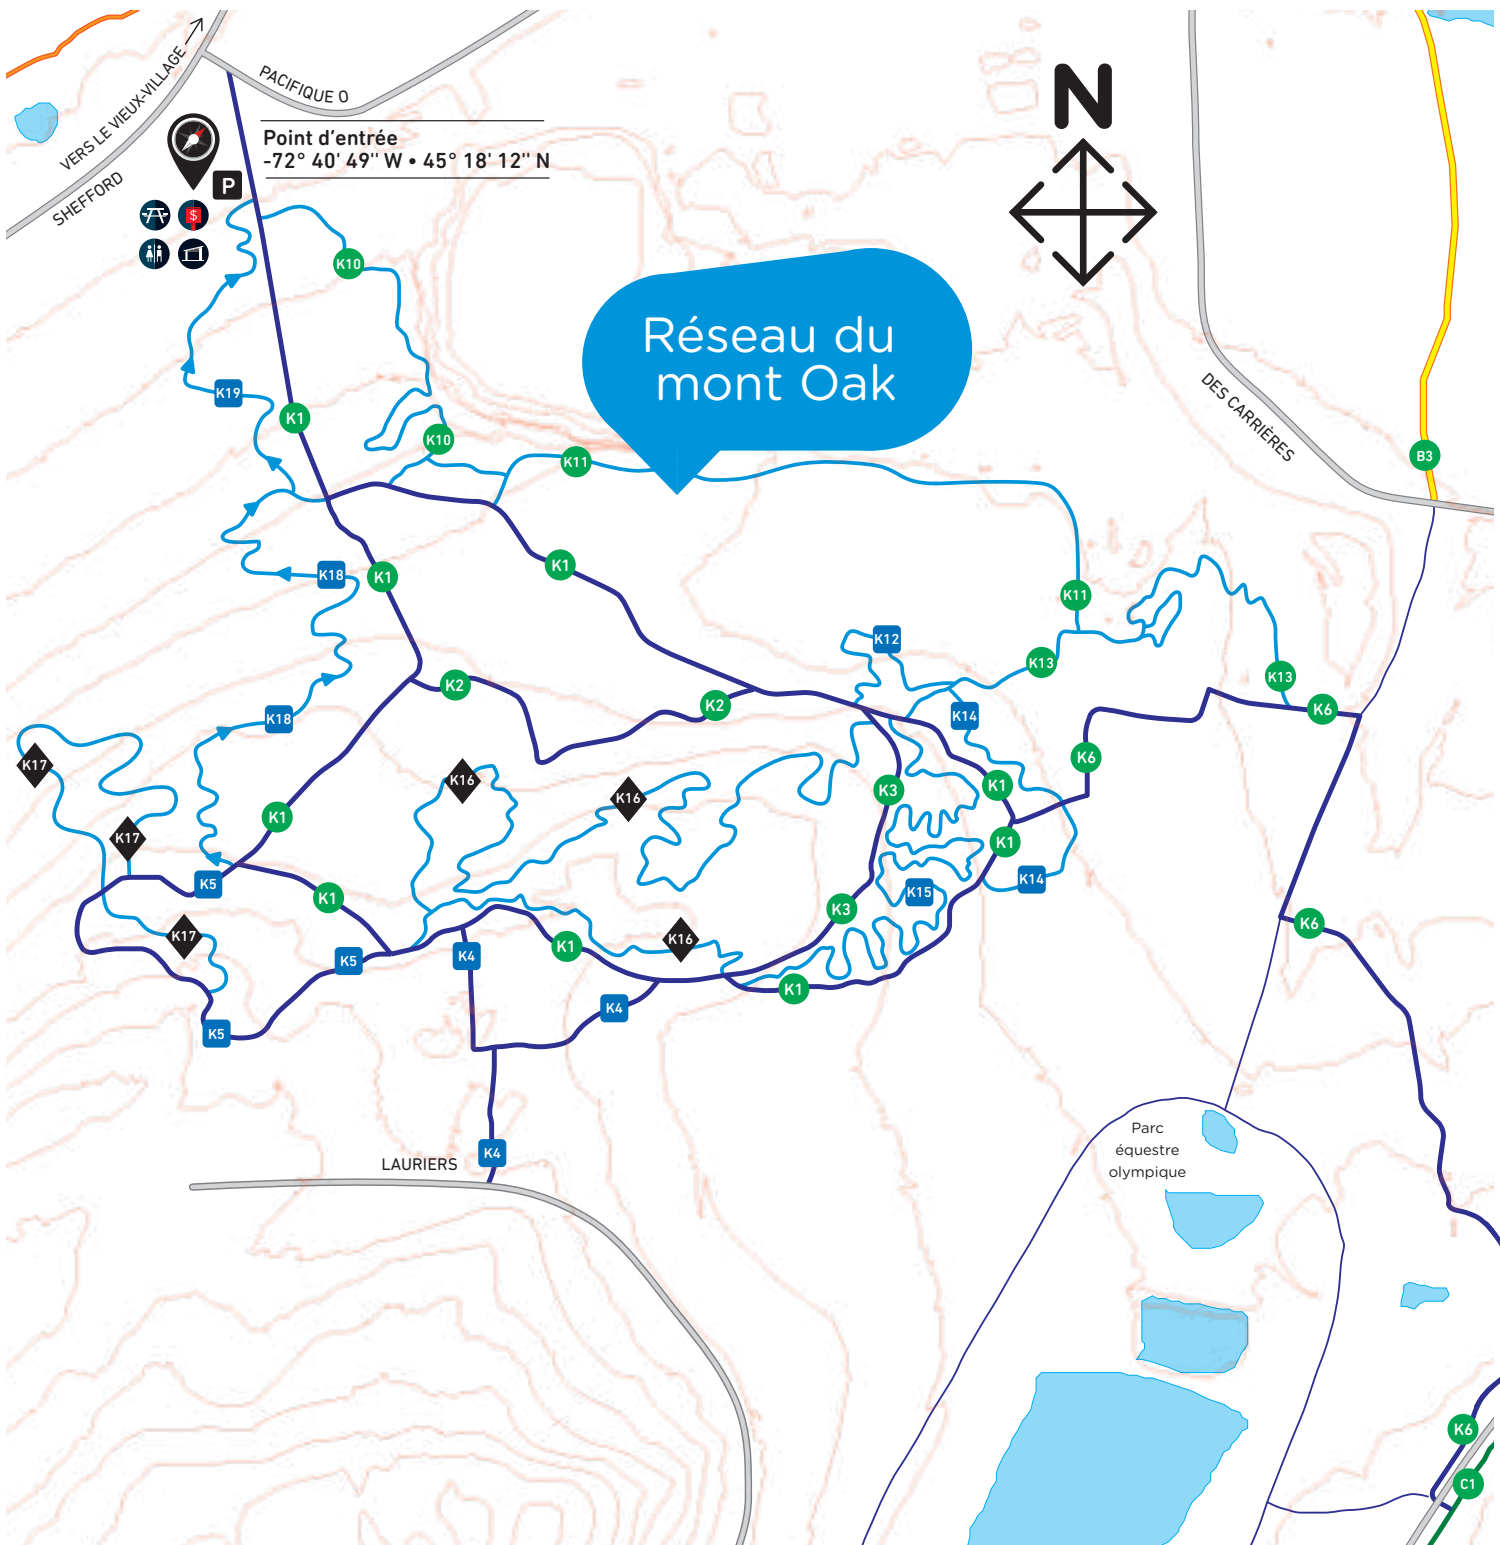 VERS LE VIEUX-VILLAGE
PACIFIQUE O
SHEFFORD
Point d'entrée
-72° 40' 49'' W • 45° 18' 12'' N
P
$
N
Réseau du
mont Oak
DES CARRIÈRES
B3
K10
K19
K1
K10
K11
K18
K1
K1
K11
K12
K13
K13
K2
K2
K14
K6
K18
K17
K16
K16
K6
K3
K1
K1
K17
K1
K5
K1
K15
K14
K3
K6
K17
K5
K4
K1
K16
K1
K4
K5
K4
LAURIERS
Parc
équestre
olympique
K6
C1